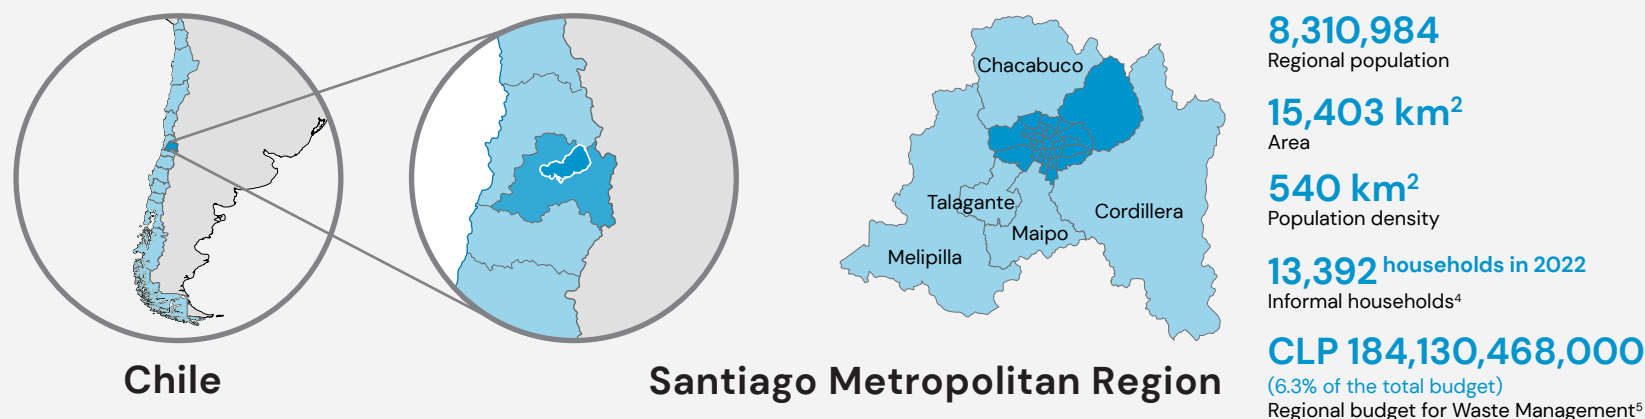 Chacabuco
Talagante
Cordillera
Maipo
Melipilla
Chile
Santiago Metropolitan Region
8,310,984
Regional population
15,403 km²
Area
540 km²
Population density
13,392 households in 2022
Informal households⁴
CLP 184,130,468,000
(6.3% of the total budget)
Regional budget for Waste Management⁵